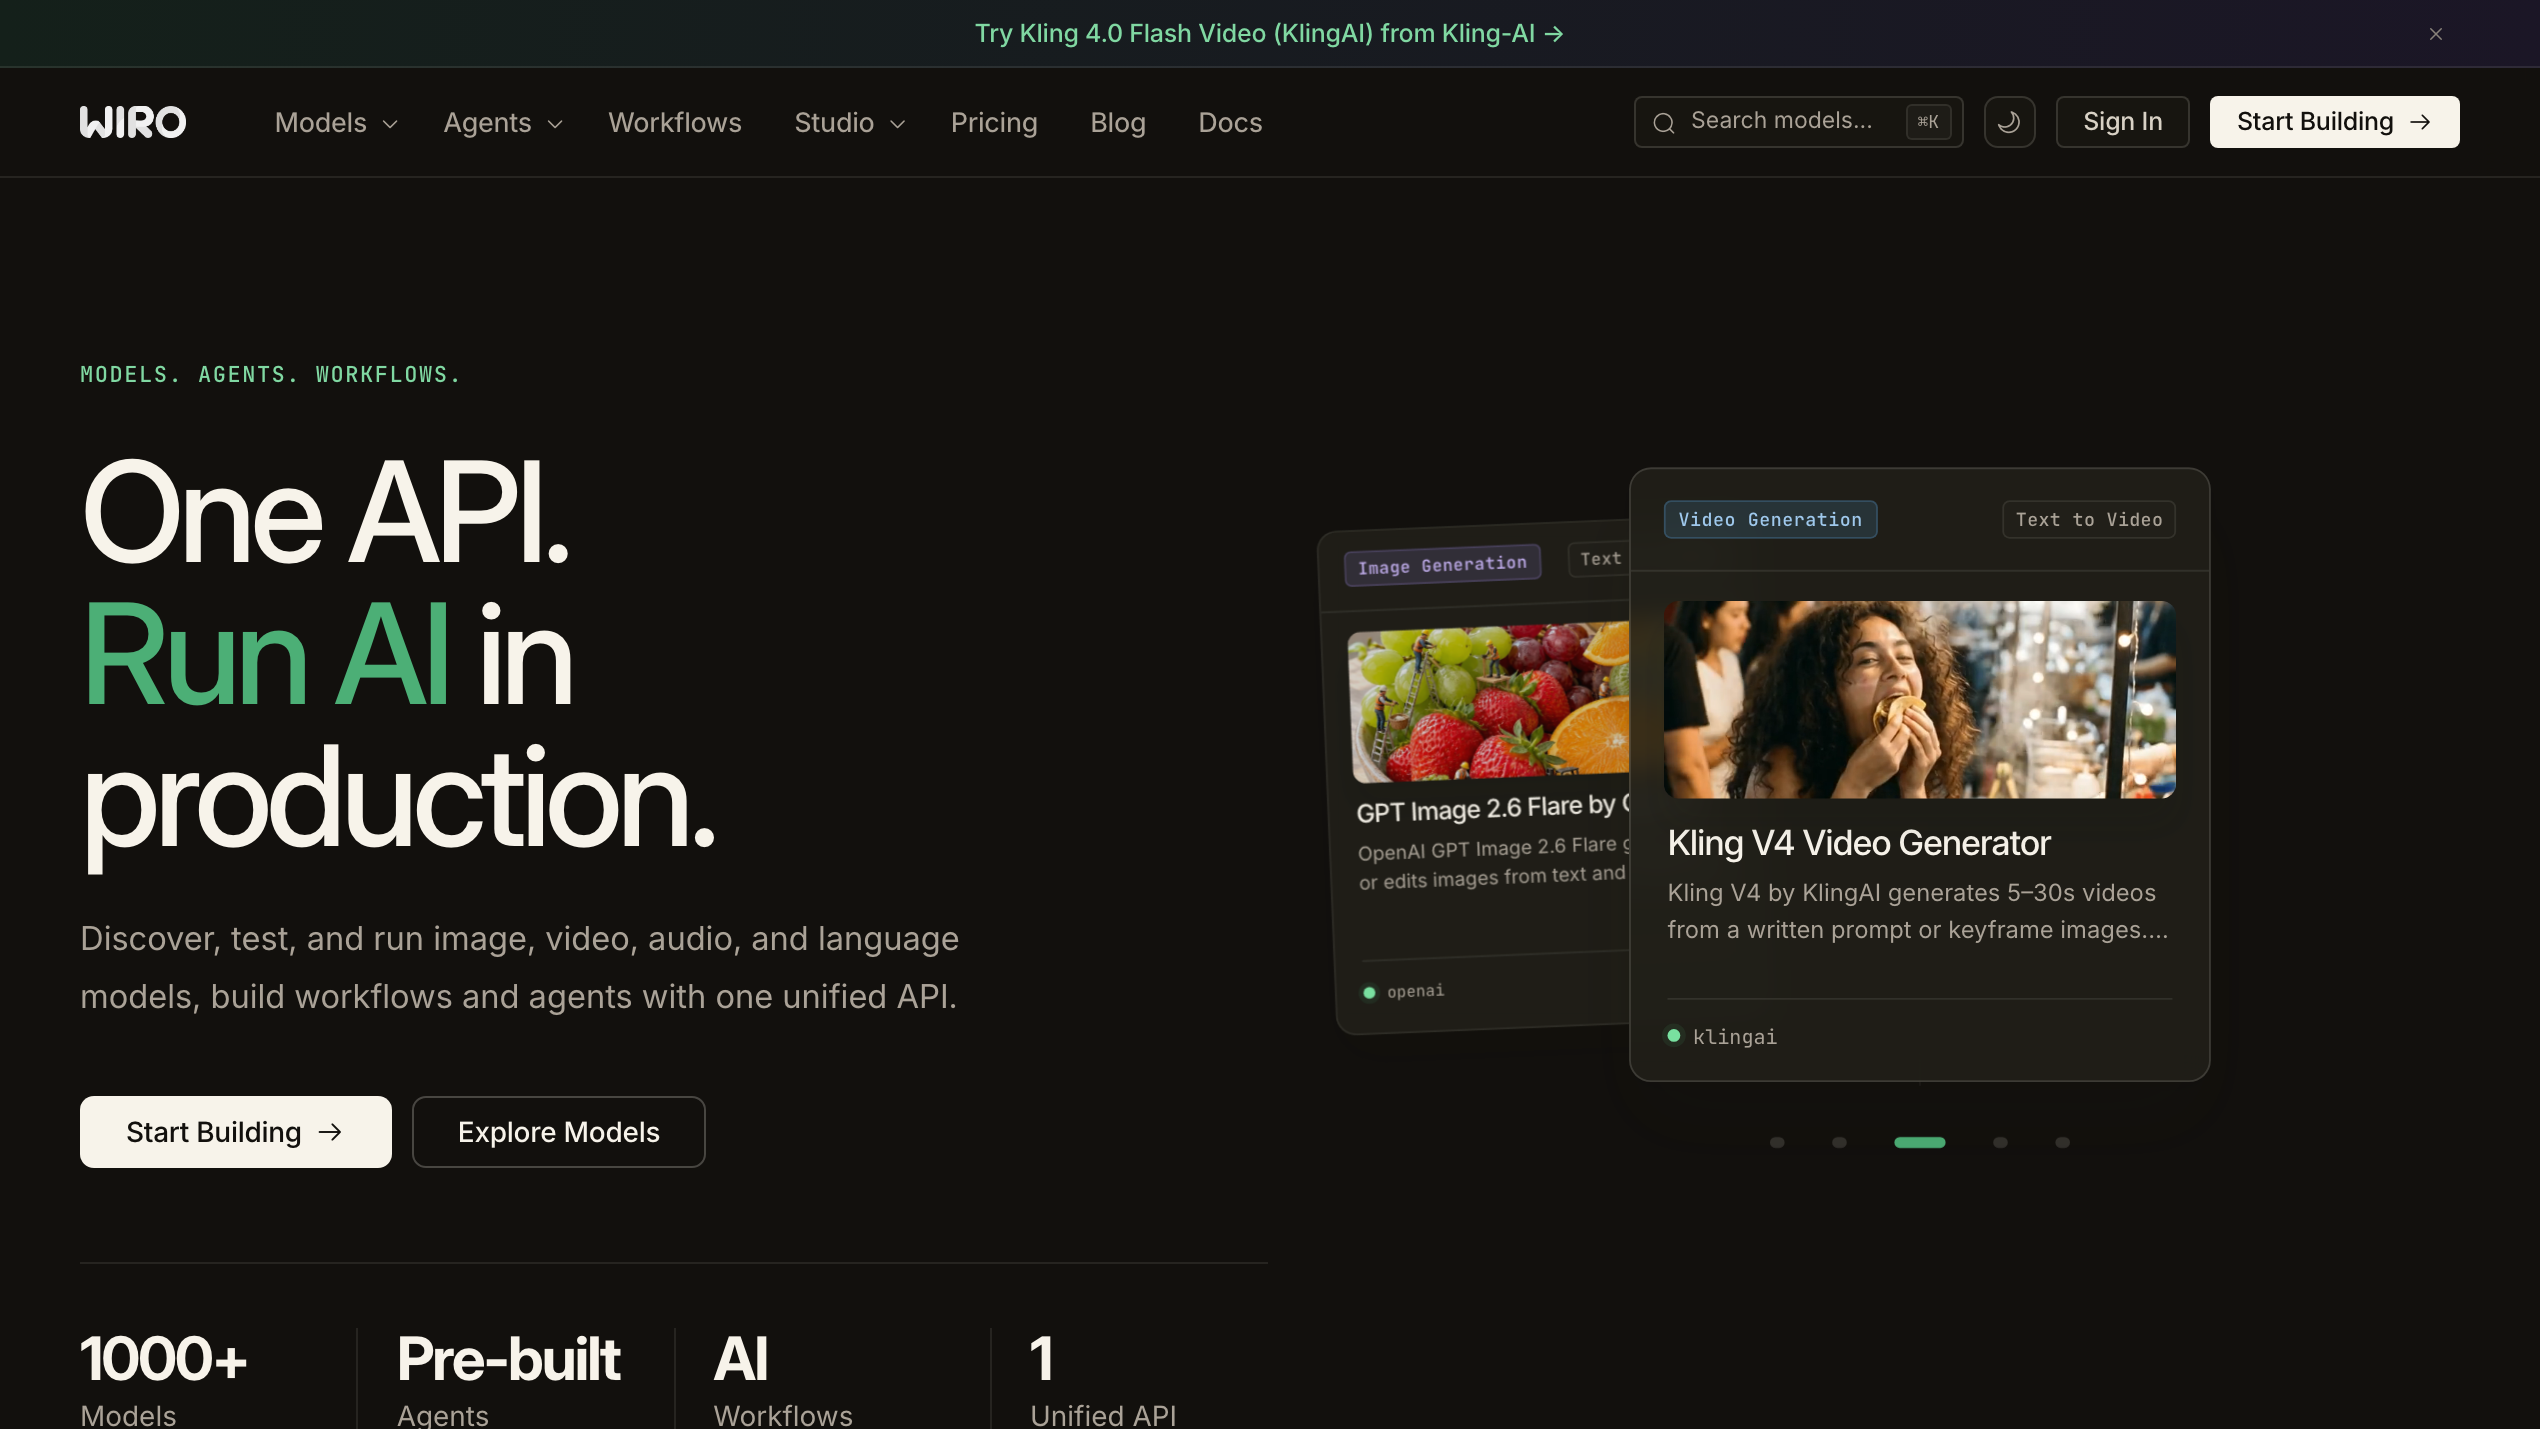 Try Kling 4.0 Flash Video (KlingAI) from Kling-AI →
WIRO
Models
Agents
Workflows
Studio
Pricing
Blog
Docs
Search models...
⌘K
Sign In
Start Building →
MODELS. AGENTS. WORKFLOWS.
One API.
Run AI in
production.
Discover, test, and run image, video, audio, and language
models, build workflows and agents with one unified API.
Start Building →
Explore Models
Image Generation
Text
GPT Image 2.6 Flare by
OpenAI GPT Image 2.6 Flare
or edits images from text and
openai
Video Generation
Text to Video
Kling V4 Video Generator
Kling V4 by KlingAI generates 5–30s videos
from a written prompt or keyframe images....
klingai
1000+
Models
Pre-built
Agents
AI
Workflows
1
Unified API